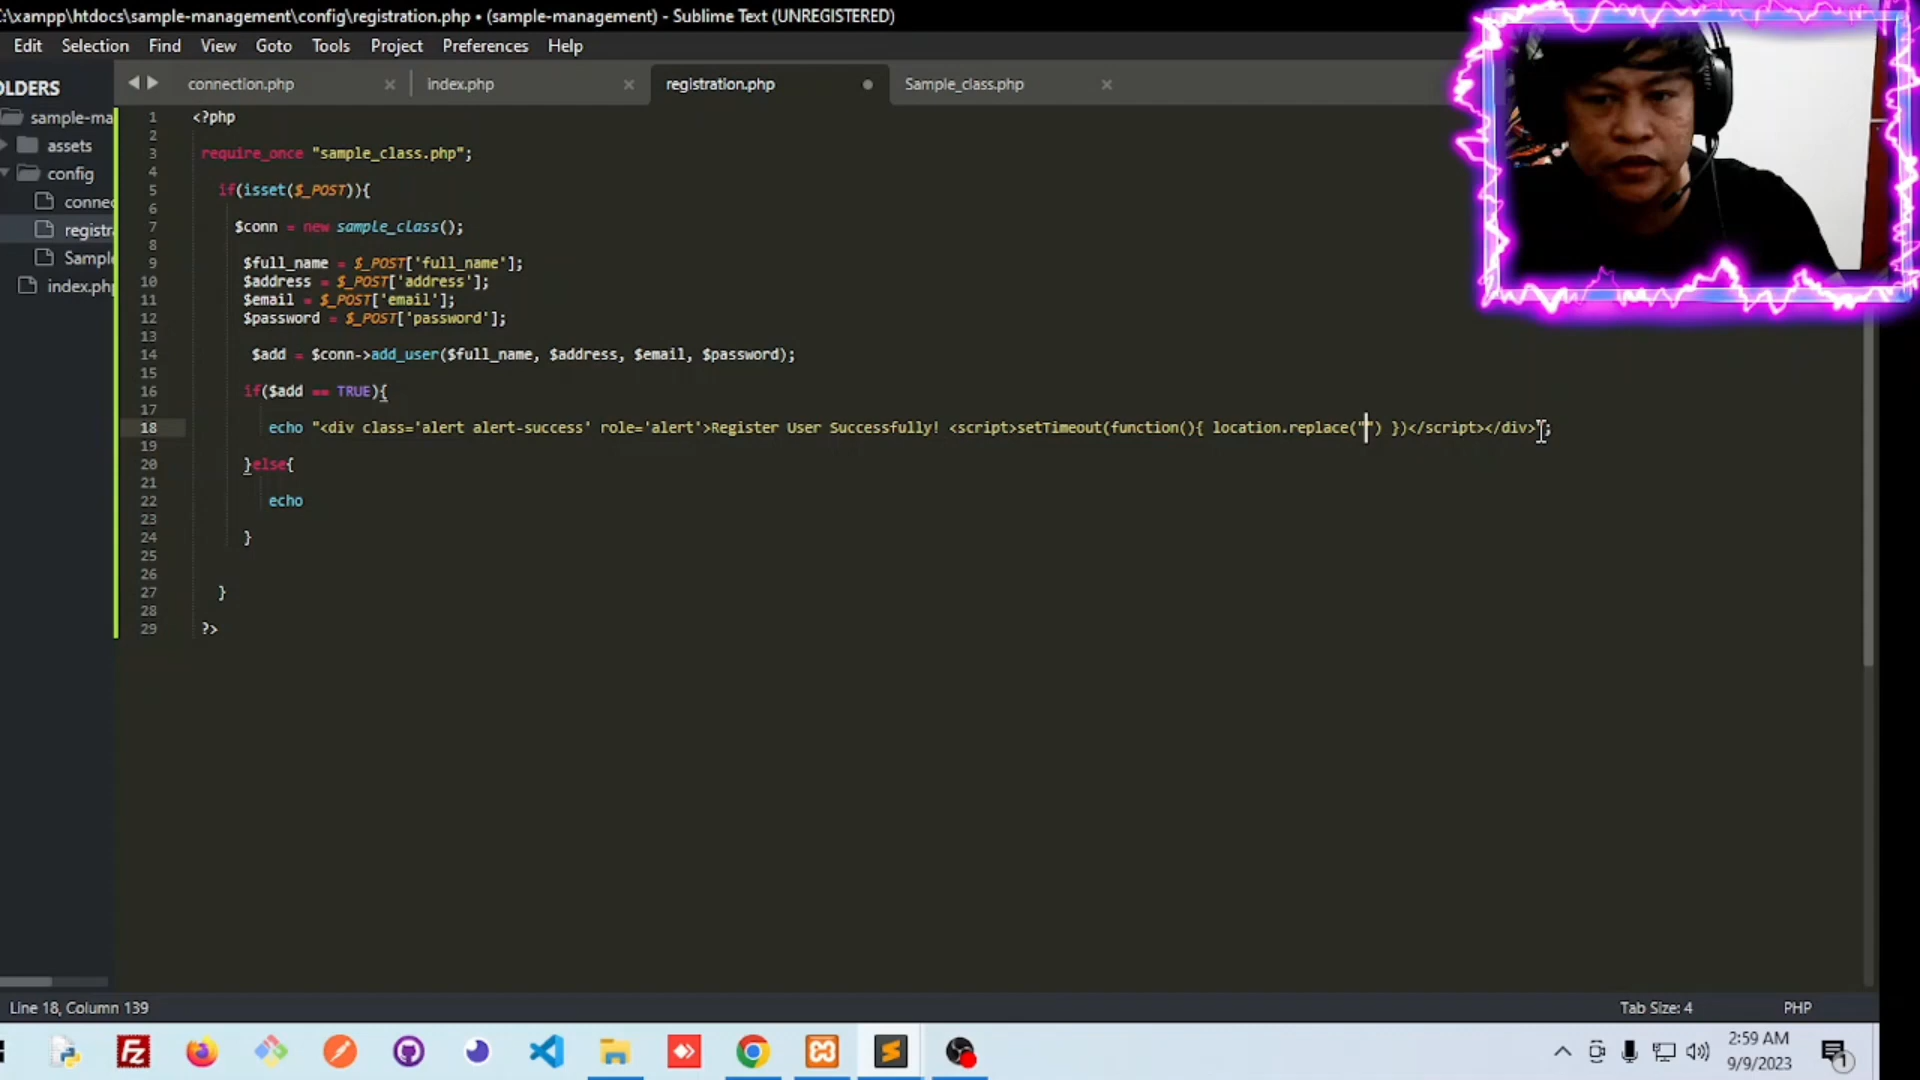 C:\xampp\htdocs\sample-management\config\registration.php • (sample-management) - Sublime Text (UNREGISTERED)
Edit Selection Find View Goto Tools Project Preferences Help
OLDERS
connection.php × index.php × registration.php • Sample_class.php ×
sample-ma
assets
config
connec
registr
Sample
index.php
1 <?php
2
3 require_once "sample_class.php";
4
5 if(isset($_POST)){
6
7 $conn = new sample_class();
8
9 $full_name = $_POST['full_name'];
10 $address = $_POST['address'];
11 $email = $_POST['email'];
12 $password = $_POST['password'];
13
14 $add = $conn->add_user($full_name, $address, $email, $password);
15
16 if($add == TRUE){
17
18 echo "<div class='alert alert-success' role='alert'>Register User Successfully! <script>setTimeout(function(){ location.replace("") })</script></div>";
19
20 }else{
21
22 echo
23
24 }
25
26
27 }
28
29 ?>
Line 18, Column 139
Tab Size: 4
PHP
2:59 AM
9/9/2023